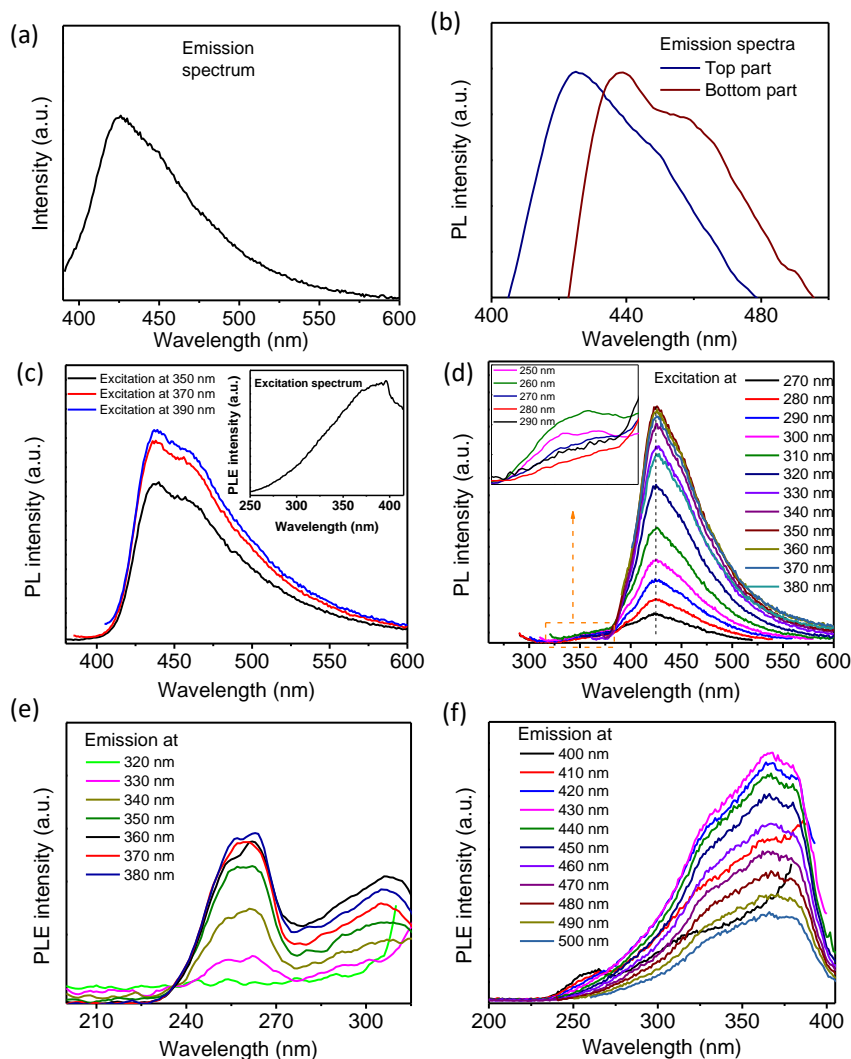 (a)
Emission
spectrum
Intensity (a.u.)
400 450 500 550 600
Wavelength (nm)
(b)
Emission spectra
Top part
Bottom part
PL intensity (a.u.)
400 440 480
Wavelength (nm)
(c)
Excitation at 350 nm
Excitation at 370 nm
Excitation at 390 nm
Excitation spectrum
PLE intensity (a.u.)
250 300 350 400
Wavelength (nm)
PL intensity (a.u.)
400 450 500 550 600
Wavelength (nm)
(d)
250 nm
260 nm
270 nm
280 nm
290 nm
Excitation at
270 nm
280 nm
290 nm
300 nm
310 nm
320 nm
330 nm
340 nm
350 nm
360 nm
370 nm
380 nm
PL intensity (a.u.)
250 300 350 400 450 500 550 600
Wavelength (nm)
(e)
Emission at
320 nm
330 nm
340 nm
350 nm
360 nm
370 nm
380 nm
PLE intensity (a.u.)
210 240 270 300
Wavelength (nm)
(f)
Emission at
400 nm
410 nm
420 nm
430 nm
440 nm
450 nm
460 nm
470 nm
480 nm
490 nm
500 nm
PLE intensity (a.u.)
200 250 300 350 400
Wavelength (nm)